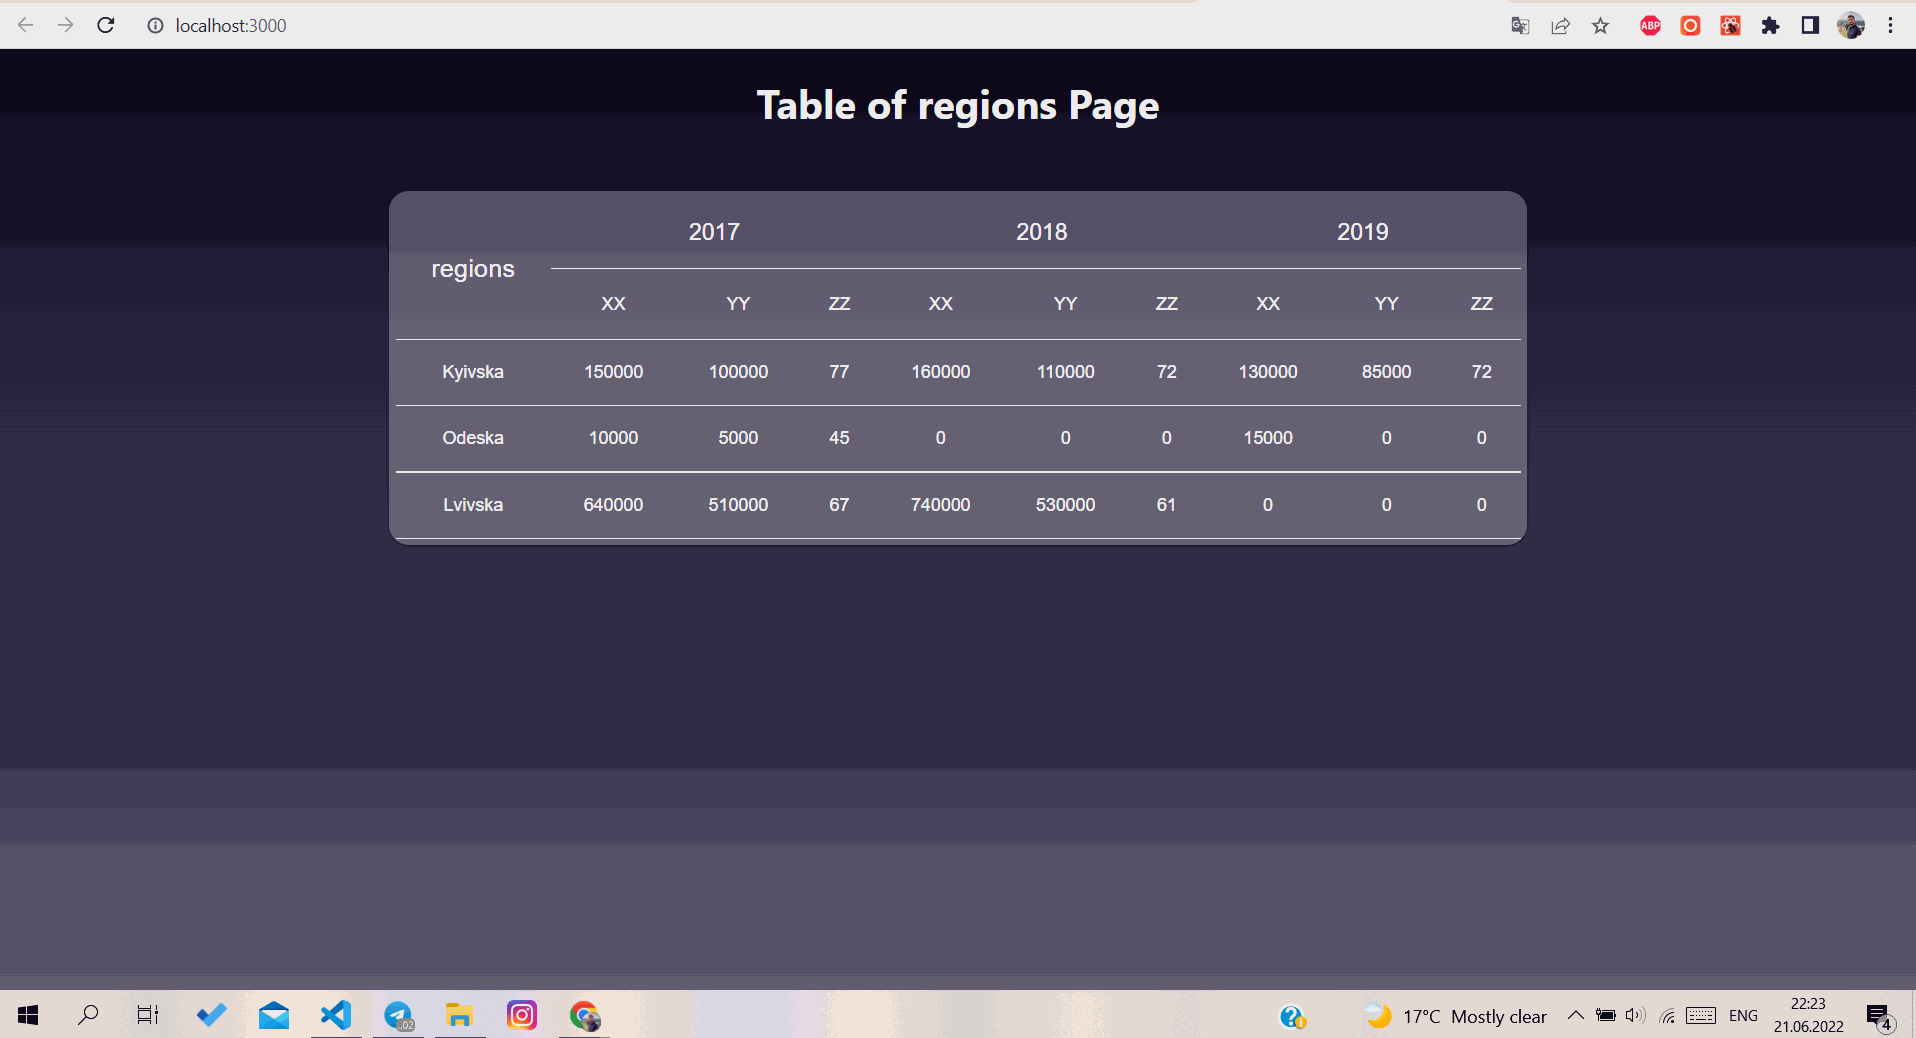 localhost:3000
ABP
Table of regions Page
2017 2018 2019
regions
XX YY ZZ XX YY ZZ XX YY ZZ
Kyivska 150000 100000 77 160000 110000 72 130000 85000 72
Odeska 10000 5000 45 0 0 0 15000 0 0
Lvivska 640000 510000 67 740000 530000 61 0 0 0
..02
17°C Mostly clear
ENG
22:23
21.06.2022
4